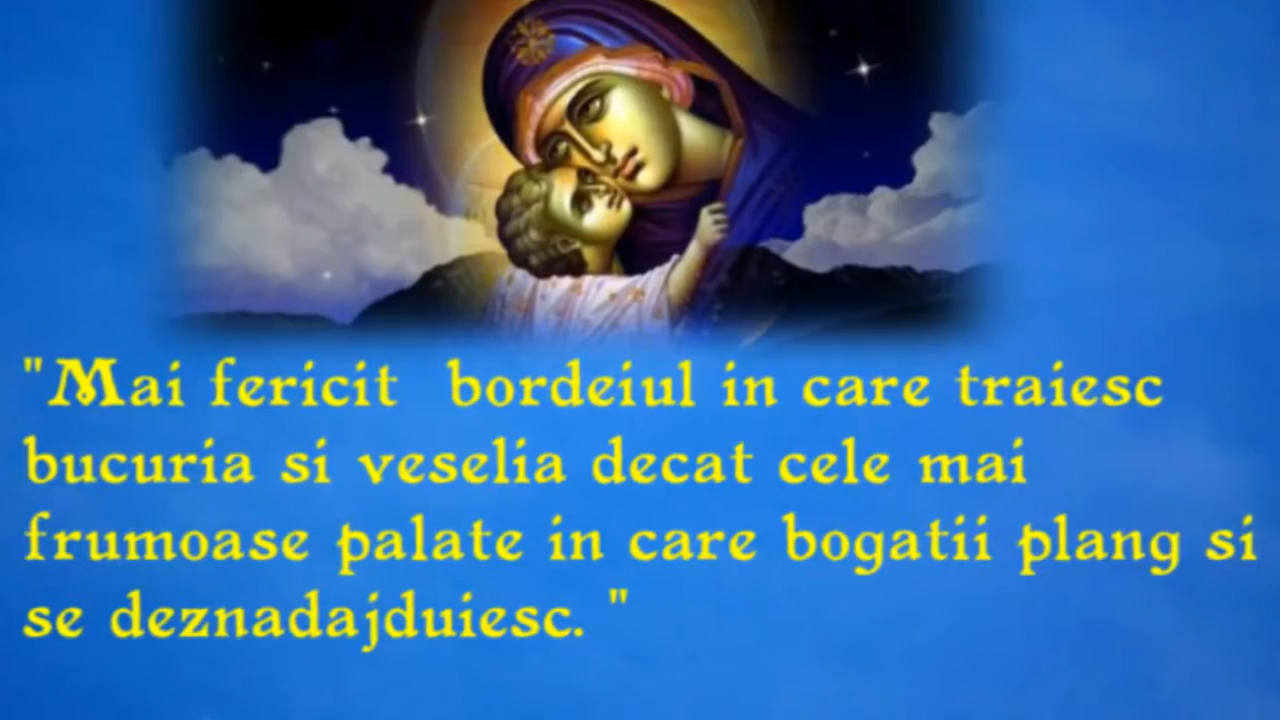 "Mai fericit  bordeiul in care traiesc
bucuria si veselia decat cele mai
frumoase palate in care bogatii plang si
se deznadajduiesc. "